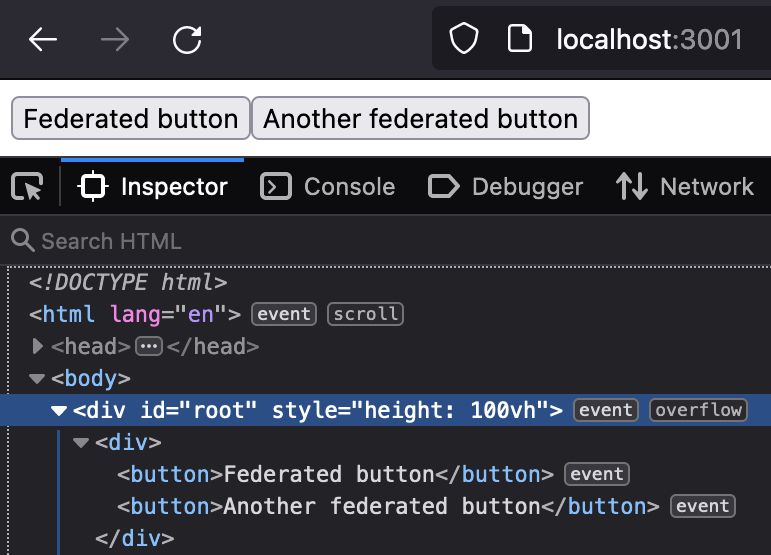 localhost:3001
Federated button Another federated button
Inspector Console Debugger Network
Search HTML
<!DOCTYPE html>
<html lang="en"> event scroll
<head>⋯</head>
<body>
<div id="root" style="height: 100vh"> event overflow
<div>
<button>Federated button</button> event
<button>Another federated button</button> event
</div>